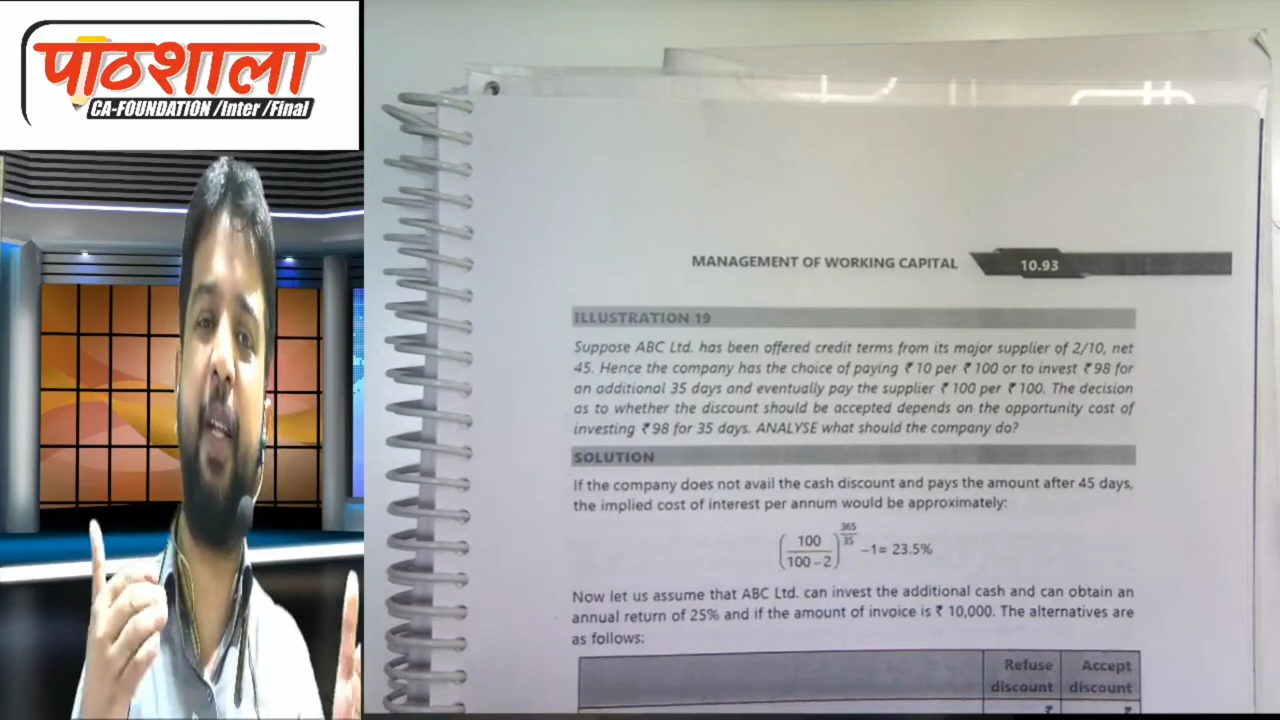 पाठशाला
CA-FOUNDATION /Inter /Final
MANAGEMENT OF WORKING CAPITAL 10.93
ILLUSTRATION 19
Suppose ABC Ltd. has been offered credit terms from its major supplier of 2/10, net
45. Hence the company has the choice of paying ₹ 10 per ₹ 100 or to invest ₹ 98 for
an additional 35 days and eventually pay the supplier ₹ 100 per ₹ 100. The decision
as to whether the discount should be accepted depends on the opportunity cost of
investing ₹ 98 for 35 days. ANALYSE what should the company do?
SOLUTION
If the company does not avail the cash discount and pays the amount after 45 days,
the implied cost of interest per annum would be approximately:
(100/(100 – 2))^(365/35) –1= 23.5%
Now let us assume that ABC Ltd. can invest the additional cash and can obtain an
annual return of 25% and if the amount of invoice is ₹ 10,000. The alternatives are
as follows:
Refuse Accept
discount discount
₹ ₹